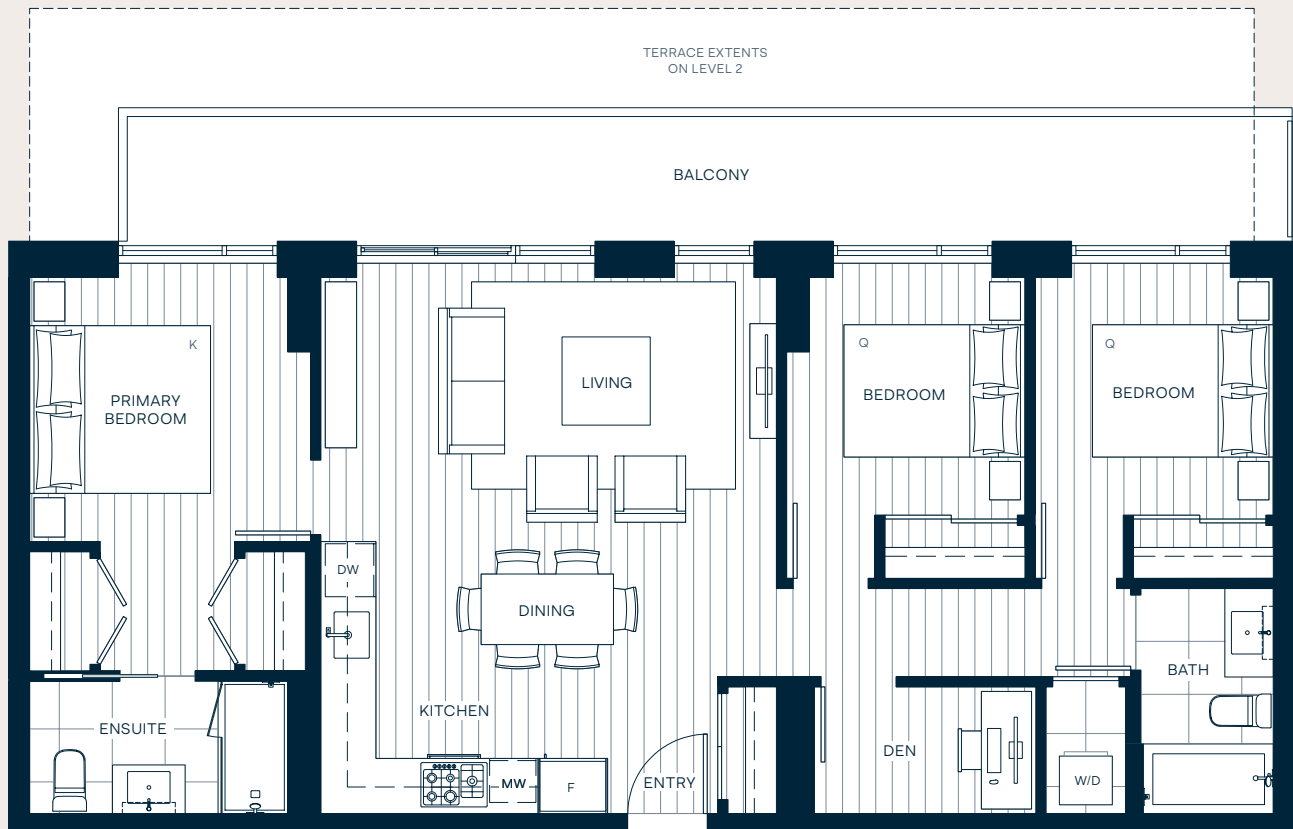 TERRACE EXTENTS
ON LEVEL 2
BALCONY
K
PRIMARY
BEDROOM
LIVING
Q
BEDROOM
Q
BEDROOM
DW
DINING
KITCHEN
ENSUITE
MW
F
ENTRY
DEN
W/D
BATH